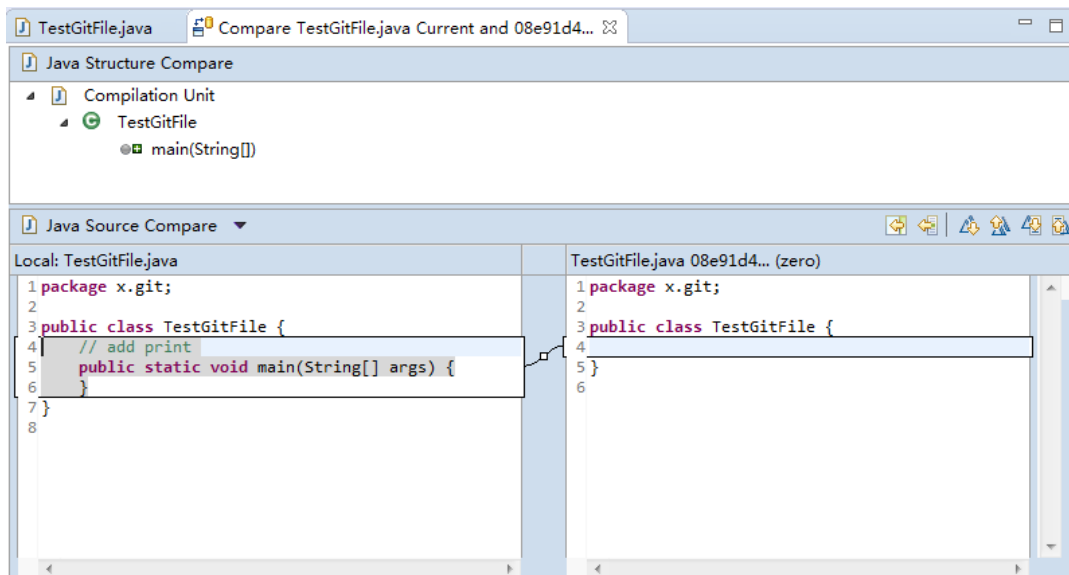 TestGitFile.java
Compare TestGitFile.java Current and 08e91d4...
Java Structure Compare
Compilation Unit
TestGitFile
main(String[])
Java Source Compare
Local: TestGitFile.java
1 package x.git;
2
3 public class TestGitFile {
4     // add print
5     public static void main(String[] args) {
6     }
7 }
8
TestGitFile.java 08e91d4... (zero)
1 package x.git;
2
3 public class TestGitFile {
4
5 }
6